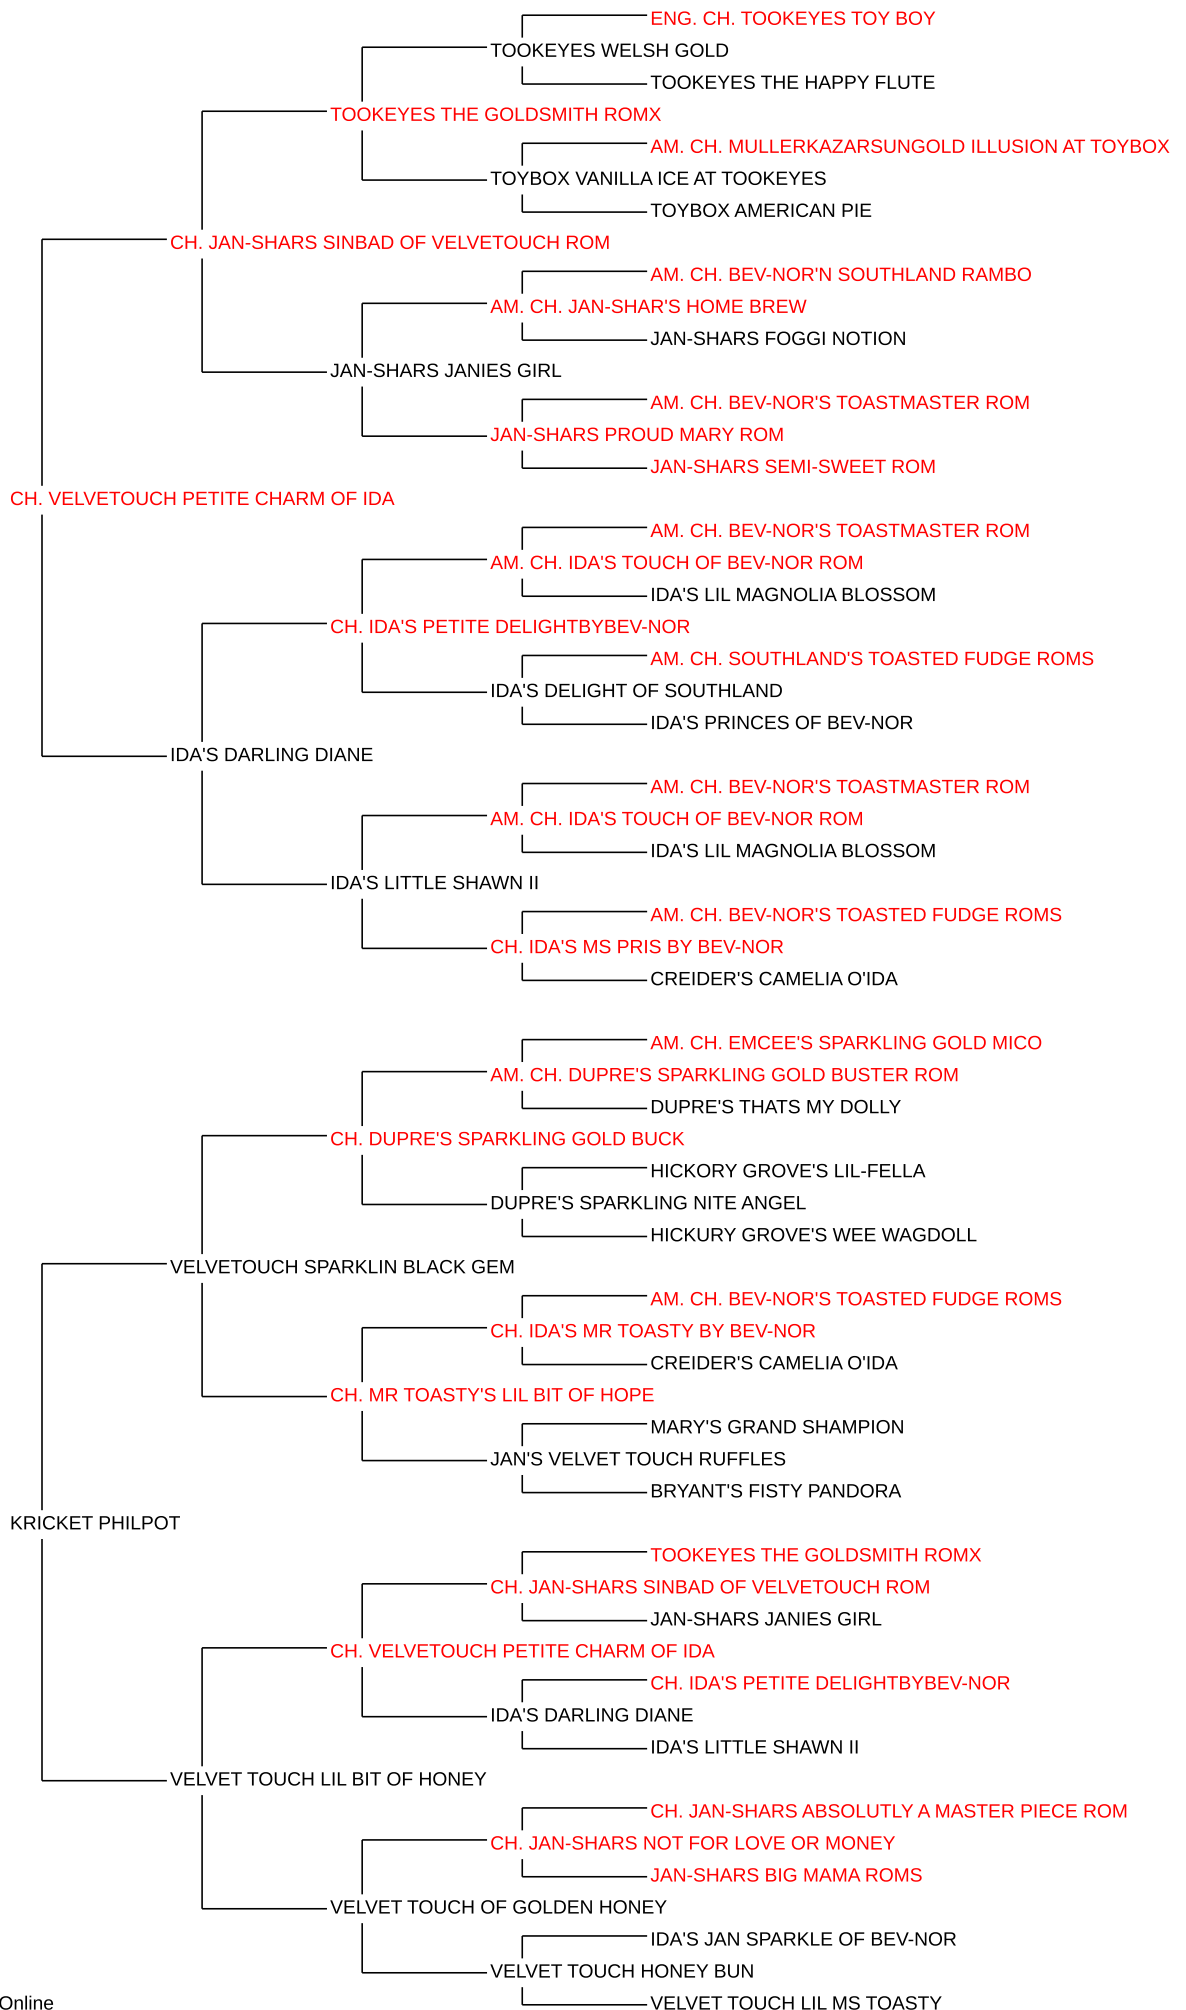 ENG. CH. TOOKEYES TOY BOY
TOOKEYES WELSH GOLD
TOOKEYES THE HAPPY FLUTE
TOOKEYES THE GOLDSMITH ROMX
AM. CH. MULLERKAZARSUNGOLD ILLUSION AT TOYBOX
TOYBOX VANILLA ICE AT TOOKEYES
TOYBOX AMERICAN PIE
CH. JAN-SHARS SINBAD OF VELVETOUCH ROM
AM. CH. BEV-NOR'N SOUTHLAND RAMBO
AM. CH. JAN-SHAR'S HOME BREW
JAN-SHARS FOGGI NOTION
JAN-SHARS JANIES GIRL
AM. CH. BEV-NOR'S TOASTMASTER ROM
JAN-SHARS PROUD MARY ROM
JAN-SHARS SEMI-SWEET ROM
CH. VELVETOUCH PETITE CHARM OF IDA
AM. CH. BEV-NOR'S TOASTMASTER ROM
AM. CH. IDA'S TOUCH OF BEV-NOR ROM
IDA'S LIL MAGNOLIA BLOSSOM
CH. IDA'S PETITE DELIGHTBYBEV-NOR
AM. CH. SOUTHLAND'S TOASTED FUDGE ROMS
IDA'S DELIGHT OF SOUTHLAND
IDA'S PRINCES OF BEV-NOR
IDA'S DARLING DIANE
AM. CH. BEV-NOR'S TOASTMASTER ROM
AM. CH. IDA'S TOUCH OF BEV-NOR ROM
IDA'S LIL MAGNOLIA BLOSSOM
IDA'S LITTLE SHAWN II
AM. CH. BEV-NOR'S TOASTED FUDGE ROMS
CH. IDA'S MS PRIS BY BEV-NOR
CREIDER'S CAMELIA O'IDA
AM. CH. EMCEE'S SPARKLING GOLD MICO
AM. CH. DUPRE'S SPARKLING GOLD BUSTER ROM
DUPRE'S THATS MY DOLLY
CH. DUPRE'S SPARKLING GOLD BUCK
HICKORY GROVE'S LIL-FELLA
DUPRE'S SPARKLING NITE ANGEL
HICKURY GROVE'S WEE WAGDOLL
VELVETOUCH SPARKLIN BLACK GEM
AM. CH. BEV-NOR'S TOASTED FUDGE ROMS
CH. IDA'S MR TOASTY BY BEV-NOR
CREIDER'S CAMELIA O'IDA
CH. MR TOASTY'S LIL BIT OF HOPE
MARY'S GRAND SHAMPION
JAN'S VELVET TOUCH RUFFLES
BRYANT'S FISTY PANDORA
KRICKET PHILPOT
TOOKEYES THE GOLDSMITH ROMX
CH. JAN-SHARS SINBAD OF VELVETOUCH ROM
JAN-SHARS JANIES GIRL
CH. VELVETOUCH PETITE CHARM OF IDA
CH. IDA'S PETITE DELIGHTBYBEV-NOR
IDA'S DARLING DIANE
IDA'S LITTLE SHAWN II
VELVET TOUCH LIL BIT OF HONEY
CH. JAN-SHARS ABSOLUTLY A MASTER PIECE ROM
CH. JAN-SHARS NOT FOR LOVE OR MONEY
JAN-SHARS BIG MAMA ROMS
VELVET TOUCH OF GOLDEN HONEY
IDA'S JAN SPARKLE OF BEV-NOR
VELVET TOUCH HONEY BUN
VELVET TOUCH LIL MS TOASTY
Online